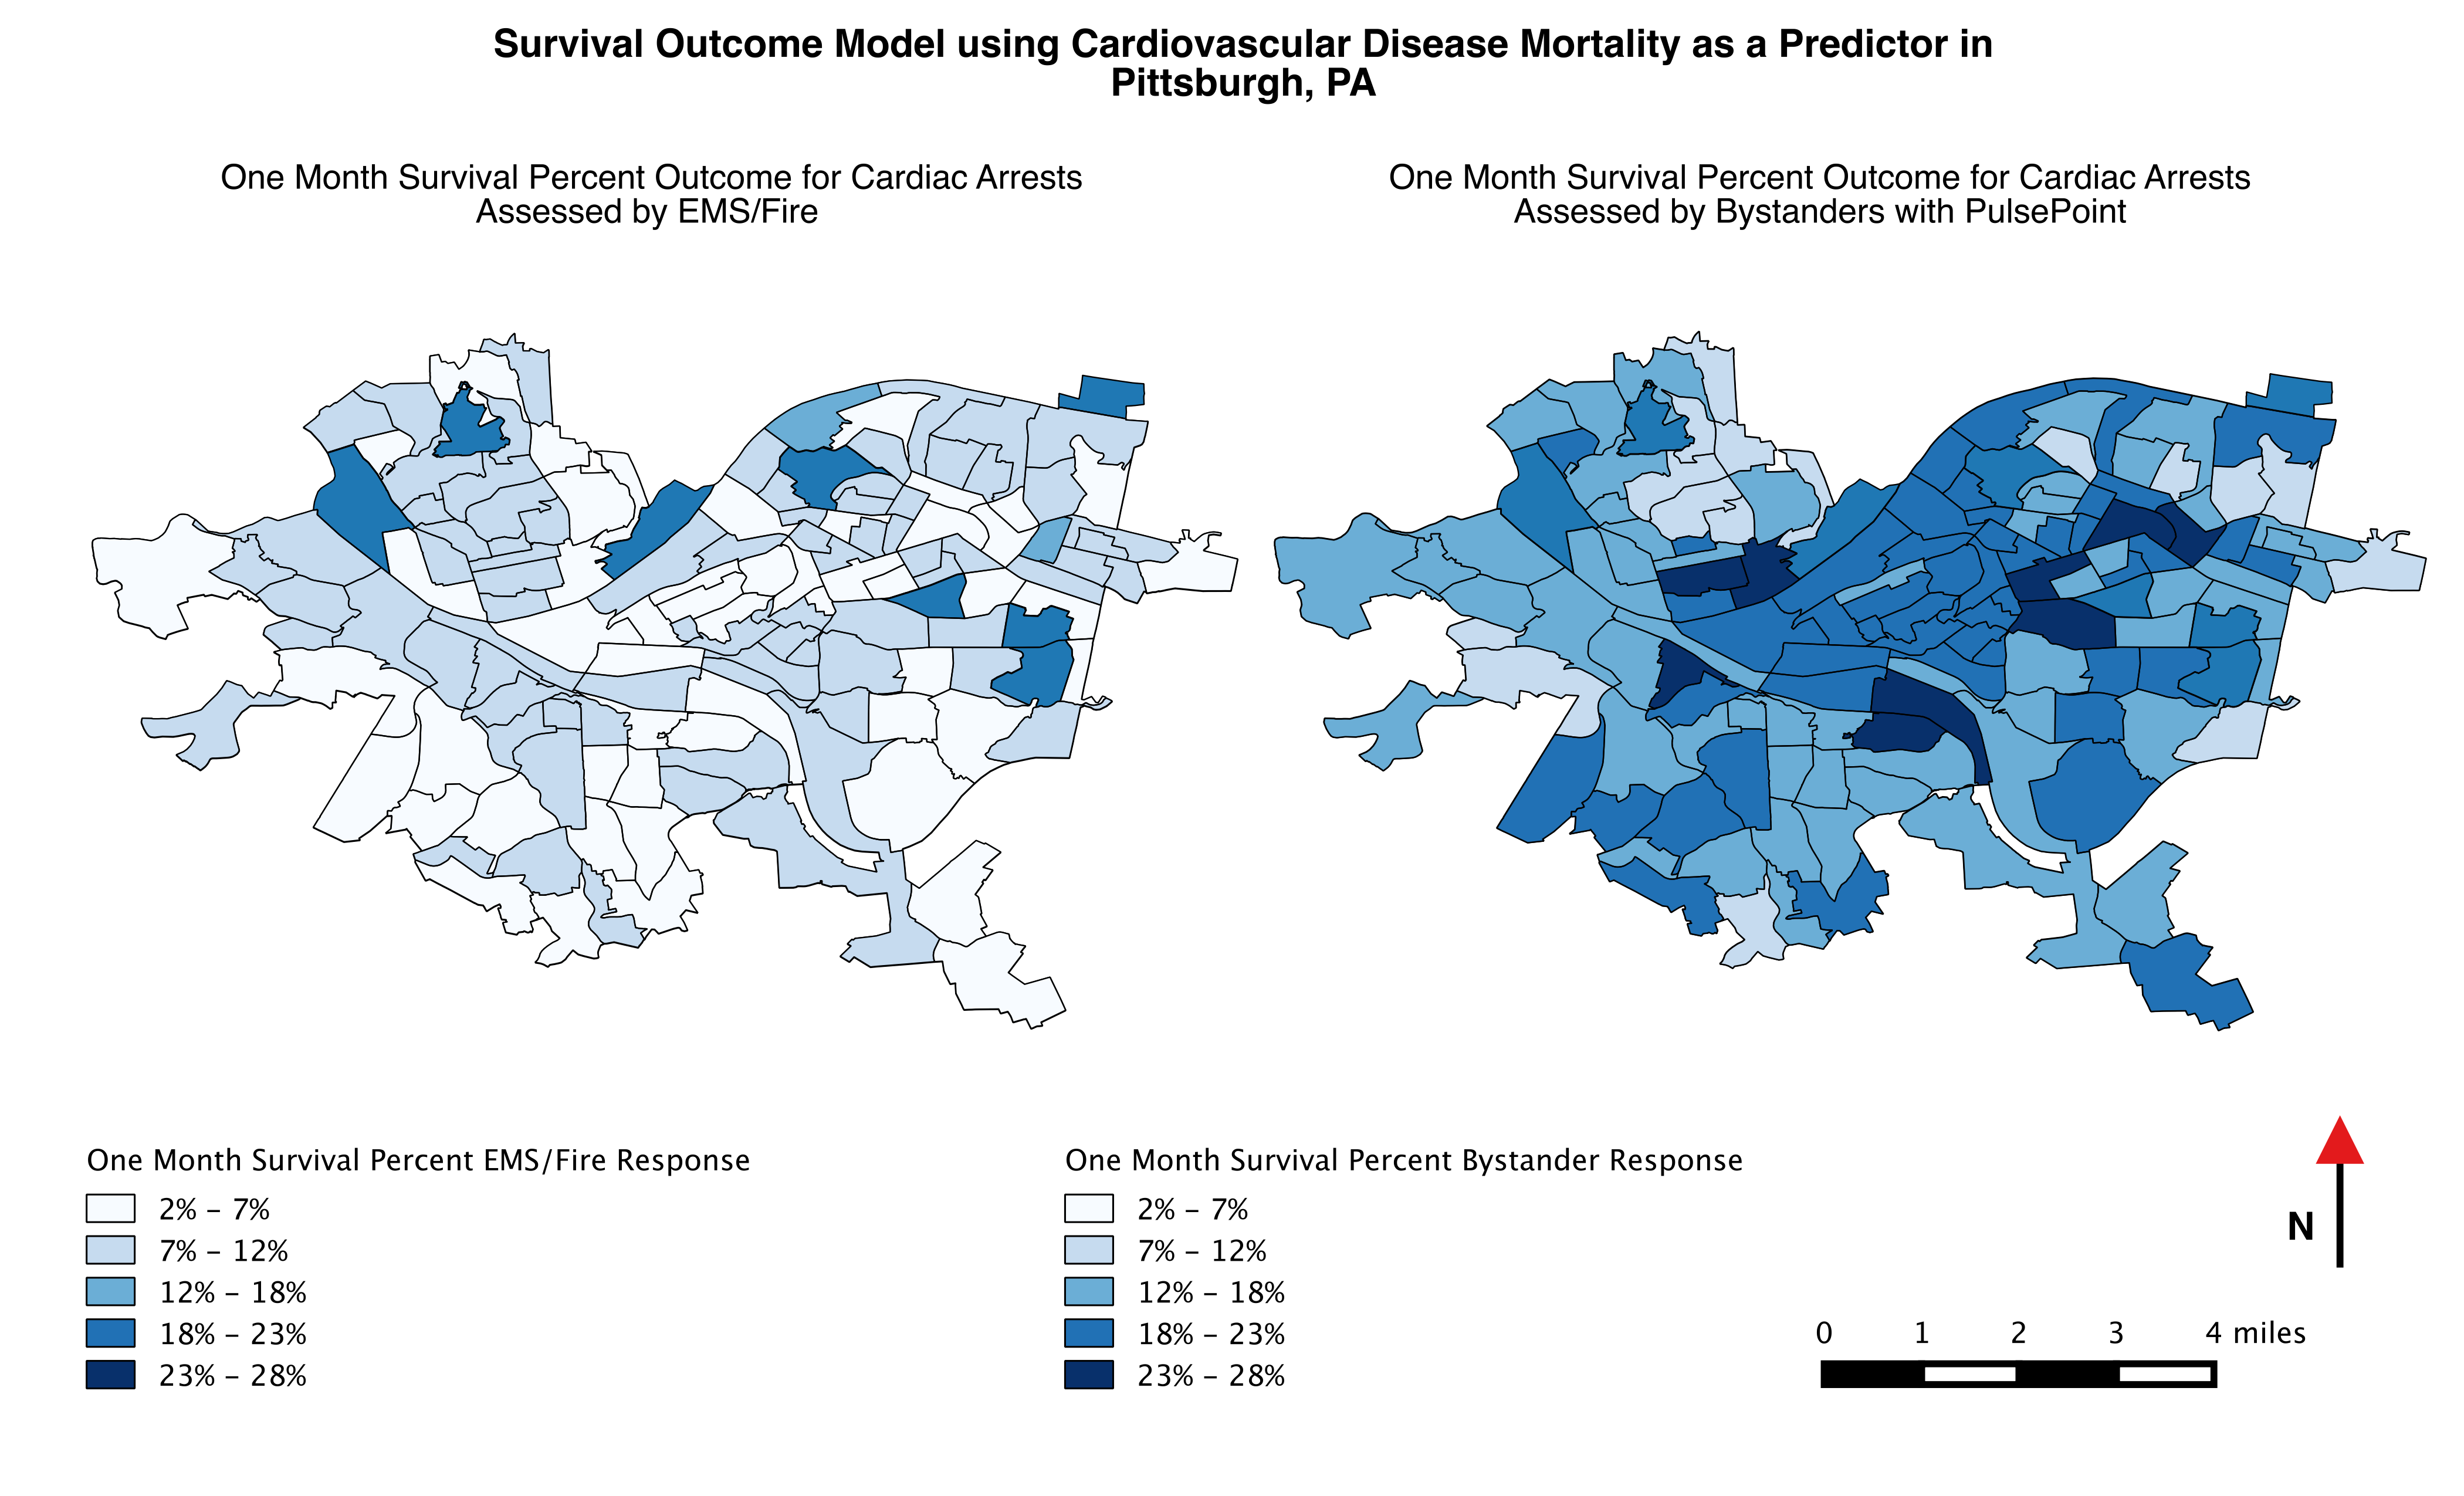 Survival Outcome Model using Cardiovascular Disease Mortality as a Predictor in
Pittsburgh, PA
One Month Survival Percent Outcome for Cardiac Arrests
Assessed by EMS/Fire
One Month Survival Percent Outcome for Cardiac Arrests
Assessed by Bystanders with PulsePoint
One Month Survival Percent EMS/Fire Response
2% – 7%
7% – 12%
12% – 18%
18% – 23%
23% – 28%
One Month Survival Percent Bystander Response
2% – 7%
7% – 12%
12% – 18%
18% – 23%
23% – 28%
N
0 1 2 3 4 miles